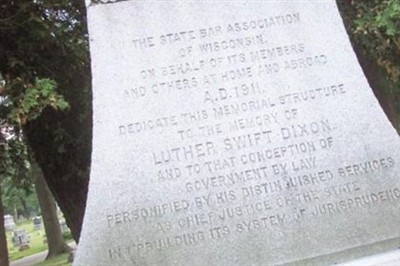 THE STATE BAR ASSOCIATION
OF WISCONSIN,
ON BEHALF OF ITS MEMBERS
AND OTHERS AT HOME AND ABROAD
A.D. 1911.
DEDICATE THIS MEMORIAL STRUCTURE
TO THE MEMORY OF
LUTHER SWIFT DIXON,
AND TO THAT CONCEPTION OF
GOVERNMENT BY LAW
PERSONIFIED BY HIS DISTINGUISHED SERVICES
AS CHIEF JUSTICE OF THE STATE
IN UPBUILDING ITS SYSTEM OF JURISPRUDENCE